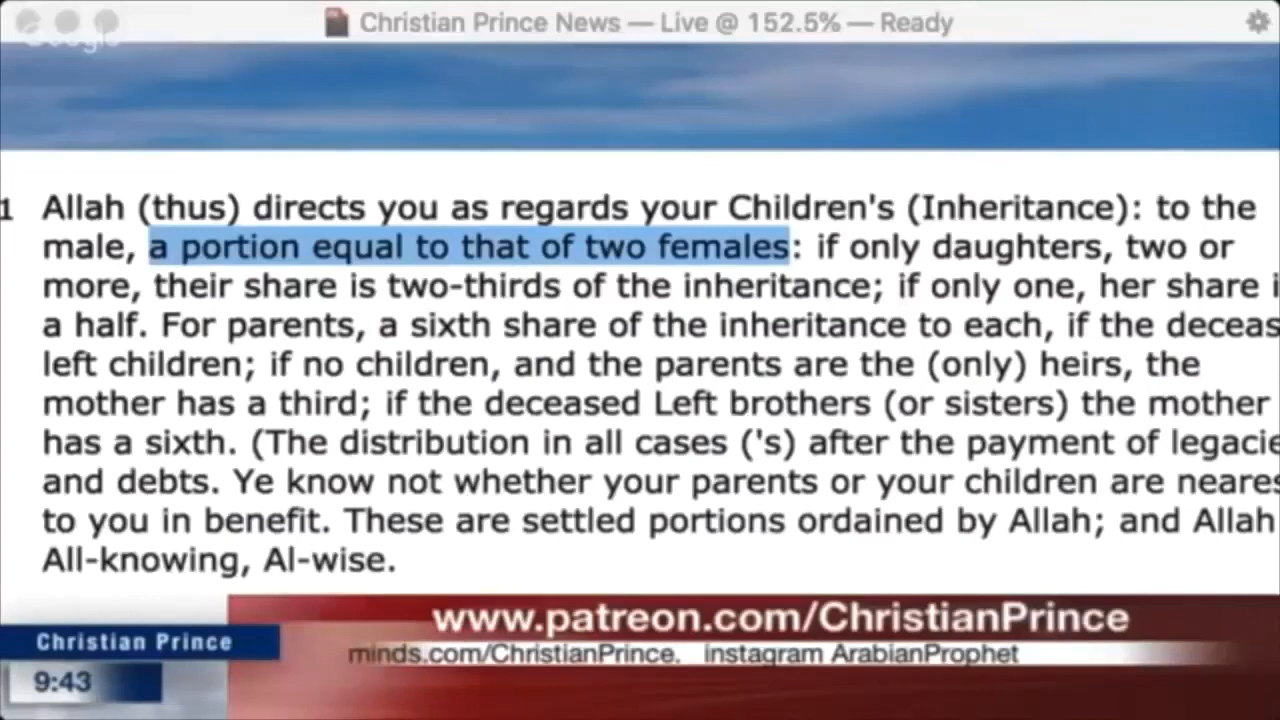 Christian Prince News — Live @ 152.5% — Ready
Google
1 Allah (thus) directs you as regards your Children's (Inheritance): to the
male, a portion equal to that of two females: if only daughters, two or
more, their share is two-thirds of the inheritance; if only one, her share i
a half. For parents, a sixth share of the inheritance to each, if the deceas
left children; if no children, and the parents are the (only) heirs, the
mother has a third; if the deceased Left brothers (or sisters) the mother
has a sixth. (The distribution in all cases ('s) after the payment of legacie
and debts. Ye know not whether your parents or your children are neares
to you in benefit. These are settled portions ordained by Allah; and Allah
All-knowing, Al-wise.
www.patreon.com/ChristianPrince
Christian Prince
minds.com/ChristianPrince. instagram ArabianProphet
9:43